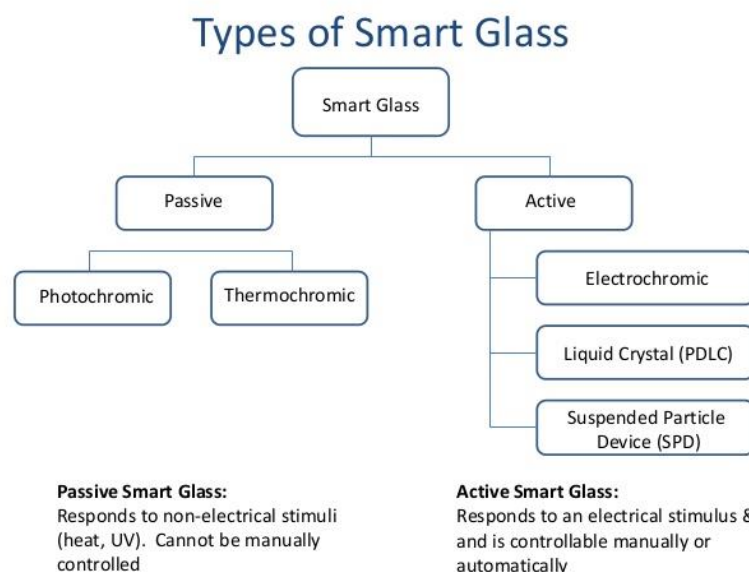 Types of Smart Glass
Smart Glass
Passive
Active
Photochromic
Thermochromic
Electrochromic
Liquid Crystal (PDLC)
Suspended Particle
Device (SPD)
Passive Smart Glass:
Responds to non-electrical stimuli
(heat, UV).  Cannot be manually
controlled
Active Smart Glass:
Responds to an electrical stimulus &
and is controllable manually or
automatically